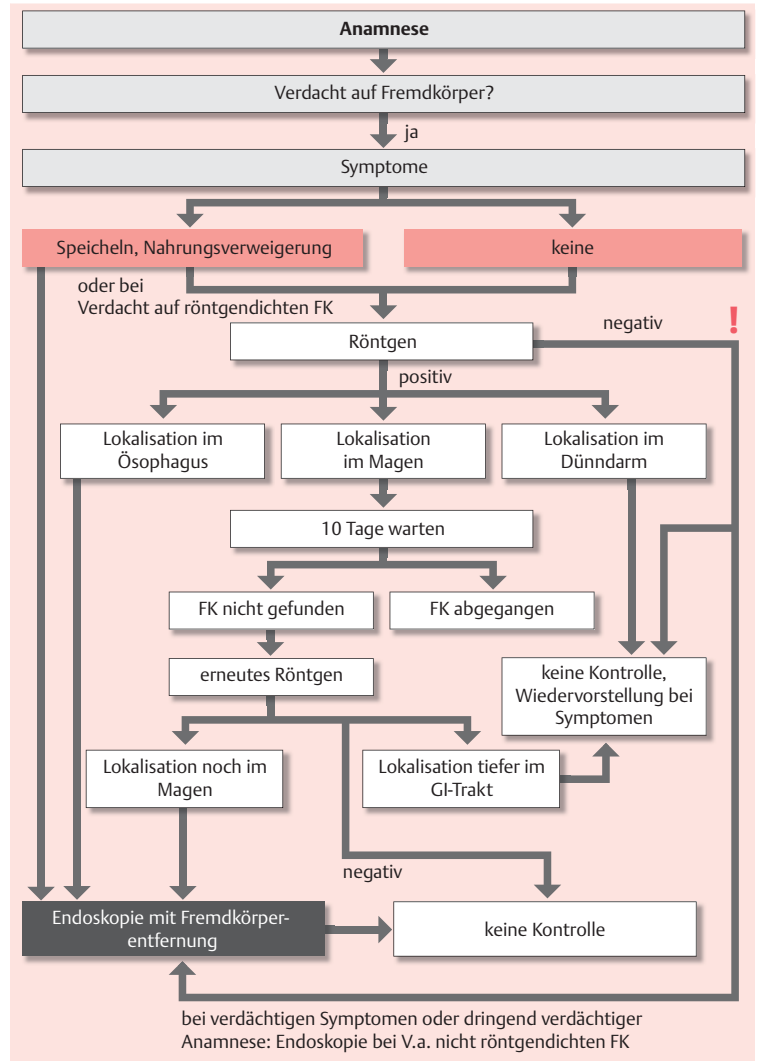 Anamnese
Verdacht auf Fremdkörper?
ja
Symptome
Speicheln, Nahrungsverweigerung
keine
oder bei
Verdacht auf röntgendichten FK
negativ
!
Röntgen
positiv
Lokalisation im
Ösophagus
Lokalisation
im Magen
Lokalisation im
Dünndarm
10 Tage warten
FK nicht gefunden
FK abgegangen
erneutes Röntgen
keine Kontrolle,
Wiedervorstellung bei
Symptomen
Lokalisation noch im
Magen
Lokalisation tiefer im
GI-Trakt
negativ
Endoskopie mit Fremdkörper-
entfernung
keine Kontrolle
bei verdächtigen Symptomen oder dringend verdächtiger
Anamnese: Endoskopie bei V.a. nicht röntgendichten FK